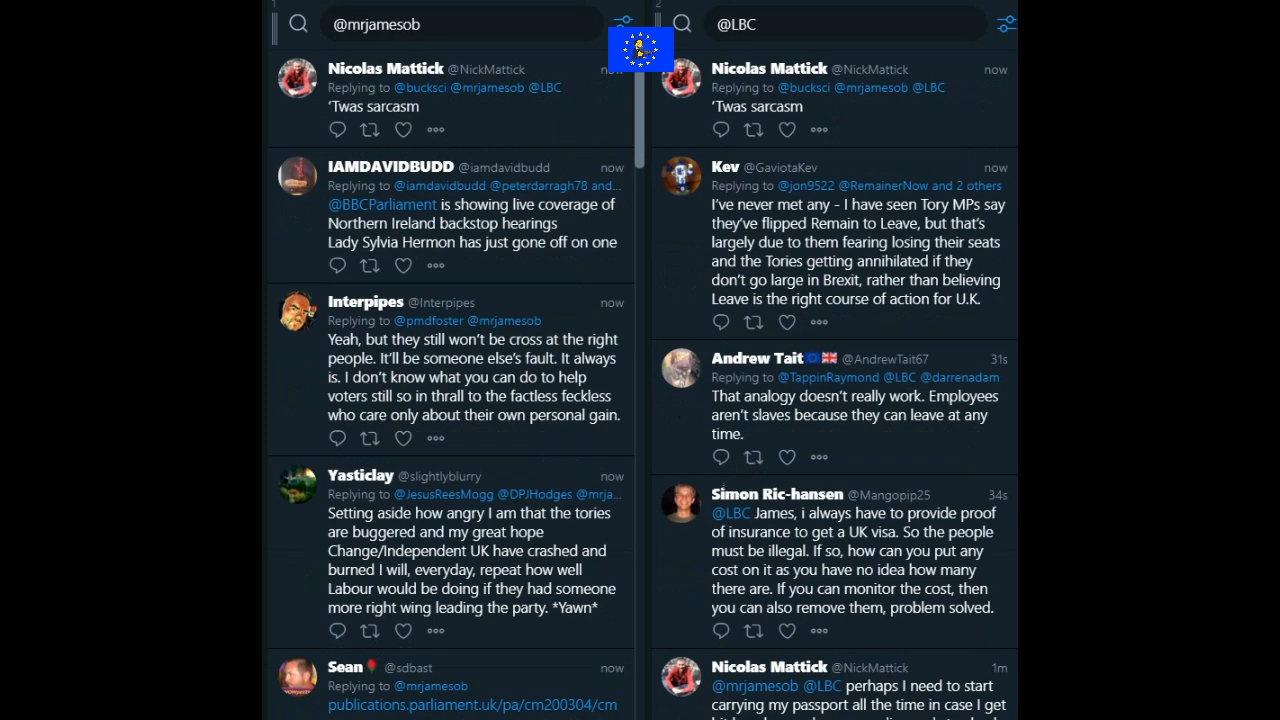 1
@mrjamesob
Nicolas Mattick @NickMattick now
Replying to @bucksci @mrjamesob @LBC
‘Twas sarcasm
IAMDAVIDBUDD @iamdavidbudd now
Replying to @iamdavidbudd @peterdarragh78 and...
@BBCParliament is showing live coverage of
Northern Ireland backstop hearings
Lady Sylvia Hermon has just gone off on one
Interpipes @Interpipes now
Replying to @pmdfoster @mrjamesob
Yeah, but they still won’t be cross at the right
people. It’ll be someone else’s fault. It always
is. I don’t know what you can do to help
voters still so in thrall to the factless feckless
who care only about their own personal gain.
Yasticlay @slightlyblurry now
Replying to @JesusReesMogg @DPJHodges @mrja...
Setting aside how angry I am that the tories
are buggered and my great hope
Change/Independent UK have crashed and
burned I will, everyday, repeat how well
Labour would be doing if they had someone
more right wing leading the party. *Yawn*
Sean @sdbast now
Replying to @mrjamesob
publications.parliament.uk/pa/cm200304/cm
2
@LBC
Nicolas Mattick @NickMattick now
Replying to @bucksci @mrjamesob @LBC
‘Twas sarcasm
Kev @GaviotaKev now
Replying to @jon9522 @RemainerNow and 2 others
I’ve never met any - I have seen Tory MPs say
they’ve flipped Remain to Leave, but that’s
largely due to them fearing losing their seats
and the Tories getting annihilated if they
don’t go large in Brexit, rather than believing
Leave is the right course of action for U.K.
Andrew Tait @AndrewTait67 31s
Replying to @TappinRaymond @LBC @darrenadam
That analogy doesn’t really work. Employees
aren’t slaves because they can leave at any
time.
Simon Ric-hansen @Mangopip25 34s
@LBC James, i always have to provide proof
of insurance to get a UK visa. So the people
must be illegal. If so, how can you put any
cost on it as you have no idea how many
there are. If you can monitor the cost, then
you can also remove them, problem solved.
Nicolas Mattick @NickMattick 1m
@mrjamesob @LBC perhaps I need to start
carrying my passport all the time in case I get